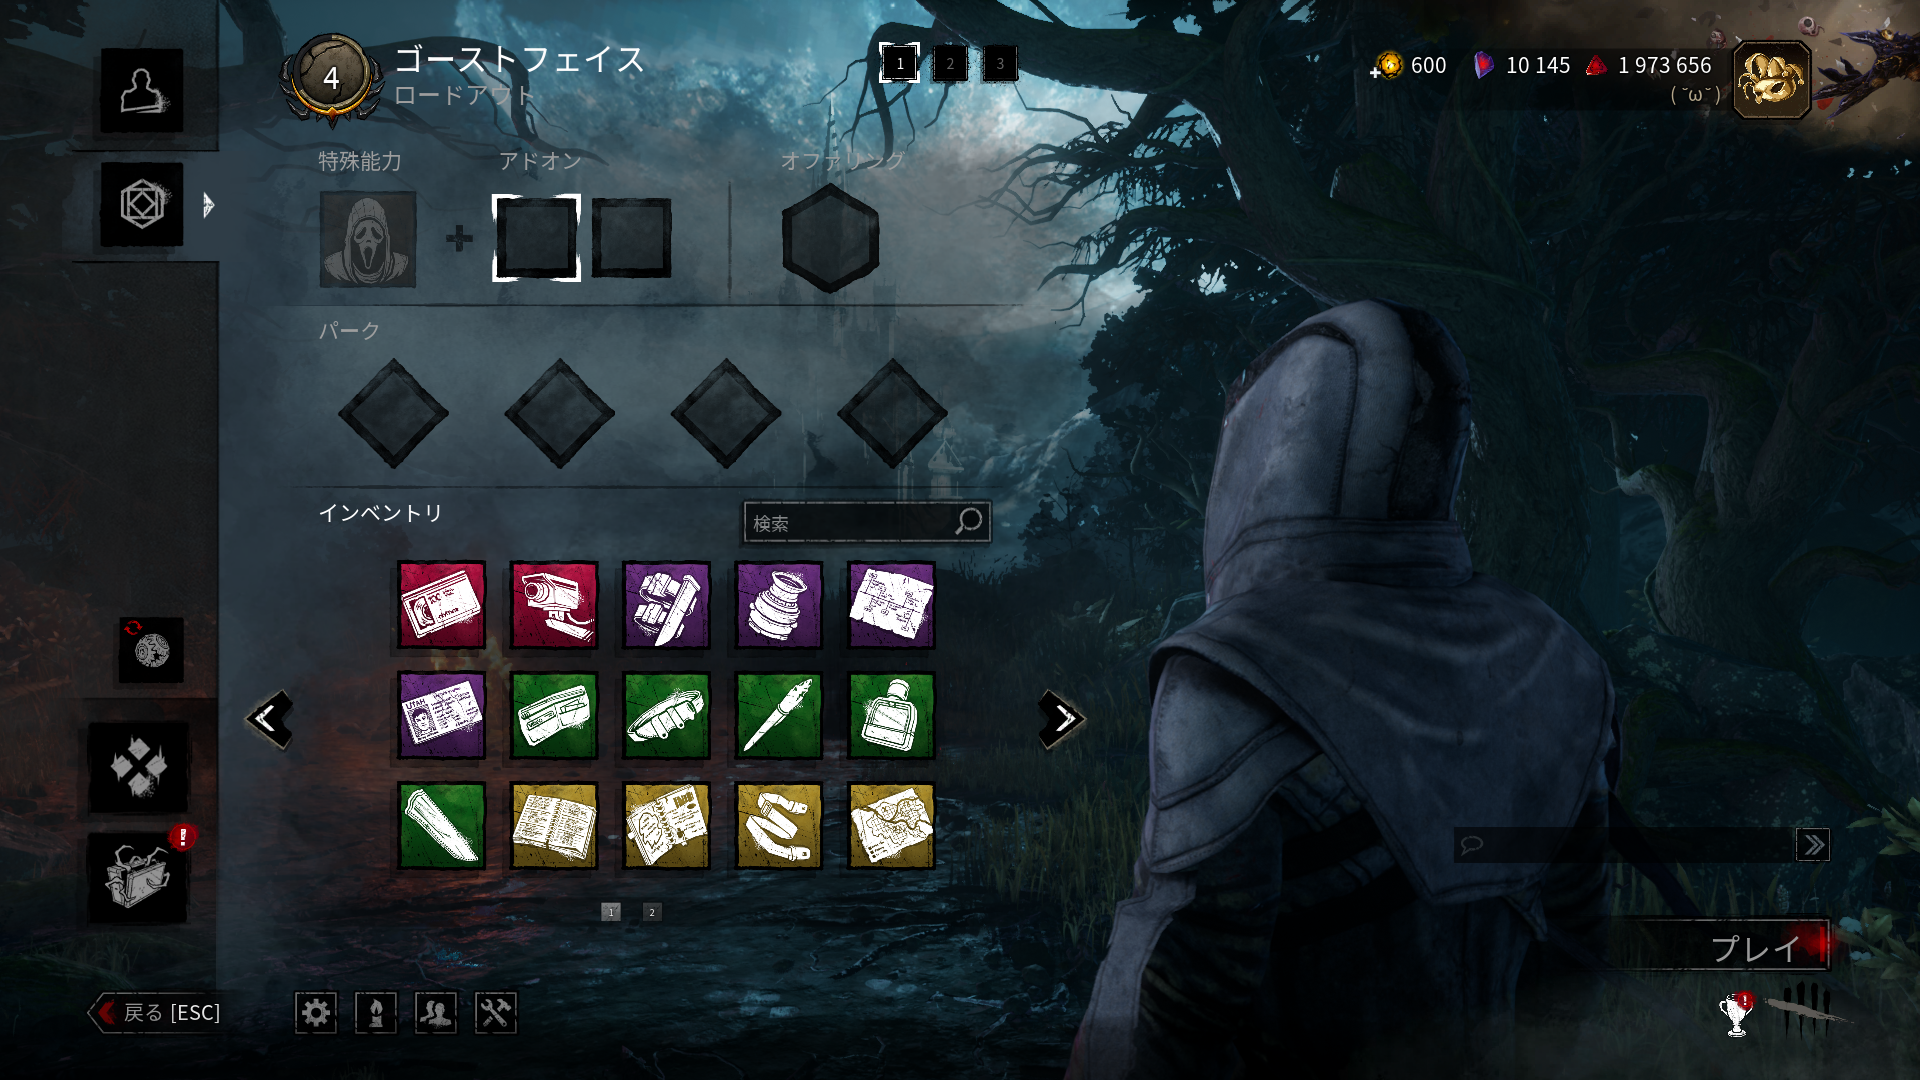 4
ゴーストフェイス
ロードアウト
1 2 3
600 10 145 1 973 656
( ˘ω˘ )
特殊能力 アドオン オファリング
パーク
インベントリ
検索
UTAH
1 2
プレイ
戻る [ESC]